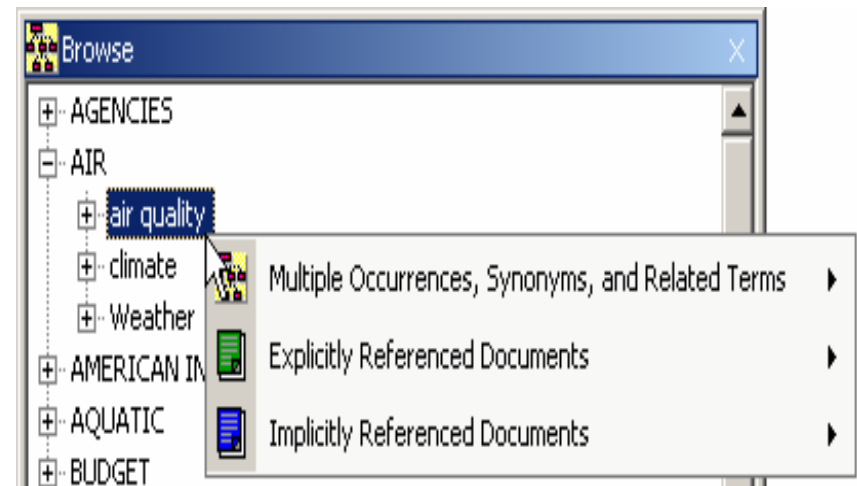 Browse
AGENCIES
AIR
air quality
climate
Weather
AMERICAN IN
AQUATIC
BUDGET
Multiple Occurrences, Synonyms, and Related Terms
Explicitly Referenced Documents
Implicitly Referenced Documents